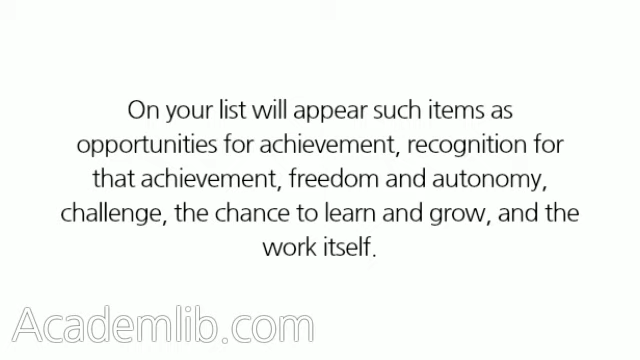 On your list will appear such items as
opportunities for achievement, recognition for
that achievement, freedom and autonomy,
challenge, the chance to learn and grow, and the
work itself.
Academlib.com